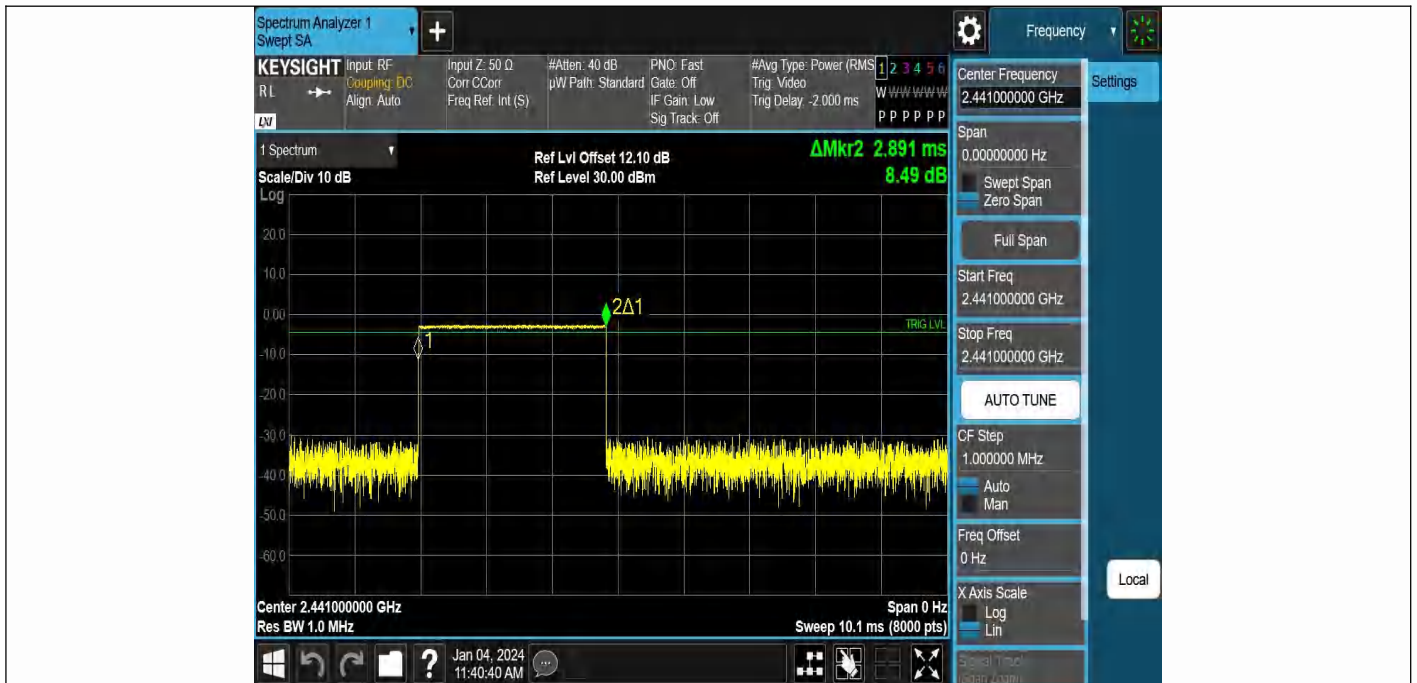 Spectrum Analyzer 1
Swept SA
+
Frequency
KEYSIGHT
RL
LXI
Input: RF
Coupling: DC
Align: Auto
Input Z: 50 Ω
Corr CCorr
Freq Ref: Int (S)
#Atten: 40 dB
µW Path: Standard
PNO: Fast
Gate: Off
IF Gain: Low
Sig Track: Off
#Avg Type: Power (RMS
Trig: Video
Trig Delay: -2.000 ms
1 2 3 4 5 6
W W W W W W
P P P P P P
Center Frequency
2.441000000 GHz
Settings
1 Spectrum
Scale/Div 10 dB
Log
Ref Lvl Offset 12.10 dB
Ref Level 30.00 dBm
ΔMkr2 2.891 ms
8.49 dB
Span
0.00000000 Hz
Swept Span
Zero Span
Full Span
Start Freq
2.441000000 GHz
Stop Freq
2.441000000 GHz
AUTO TUNE
CF Step
1.000000 MHz
Auto
Man
Freq Offset
0 Hz
X Axis Scale
Log
Lin
Signal Track
(Span Zoom)
Local
20.0
10.0
0.00
-10.0
-20.0
-30.0
-40.0
-50.0
-60.0
2Δ1
1
TRIG LVL
Center 2.441000000 GHz
Res BW 1.0 MHz
Span 0 Hz
Sweep 10.1 ms (8000 pts)
?
Jan 04, 2024
11:40:40 AM